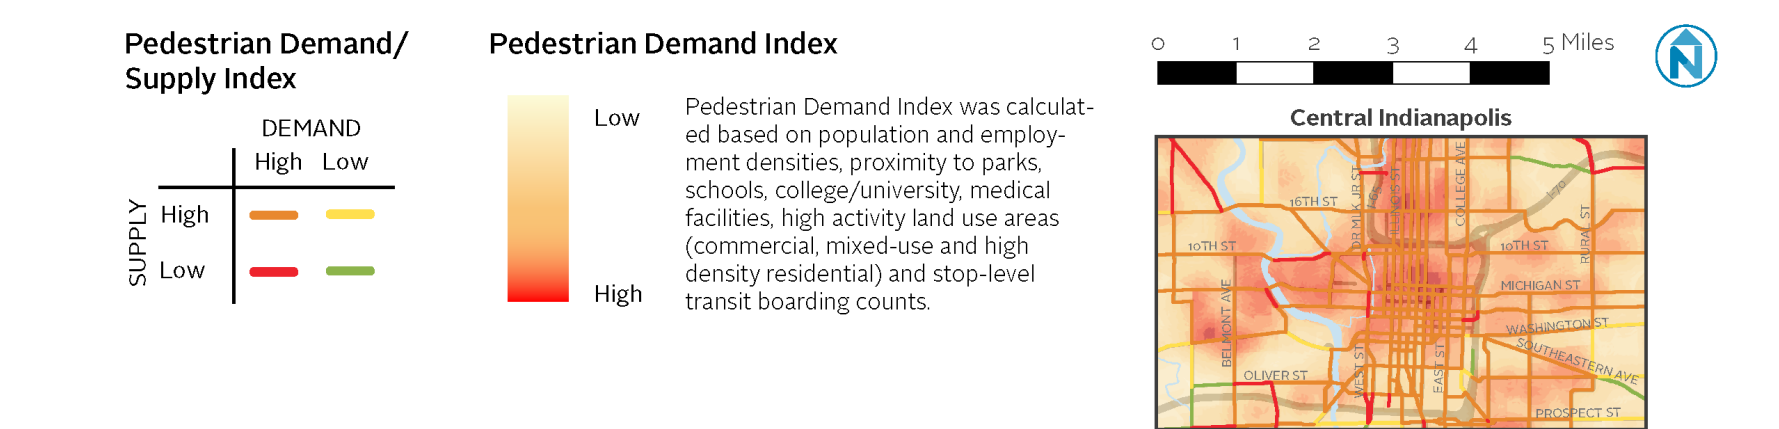 Pedestrian Demand/
Supply Index
DEMAND
High Low
SUPPLY
High
Low
Pedestrian Demand Index
Low
High
Pedestrian Demand Index was calculat-
ed based on population and employ-
ment densities, proximity to parks,
schools, college/university, medical
facilities, high activity land use areas
(commercial, mixed-use and high
density residential) and stop-level
transit boarding counts.
0 1 2 3 4 5 Miles
N
Central Indianapolis
16TH ST
DR MLK JR ST
I-65
ILLINOIS ST
COLLEGE AVE
I-70
RURAL ST
10TH ST
10TH ST
BELMONT AVE
MICHIGAN ST
WASHINGTON ST
SOUTHEASTERN AVE
OLIVER ST
WEST ST
EAST ST
PROSPECT ST